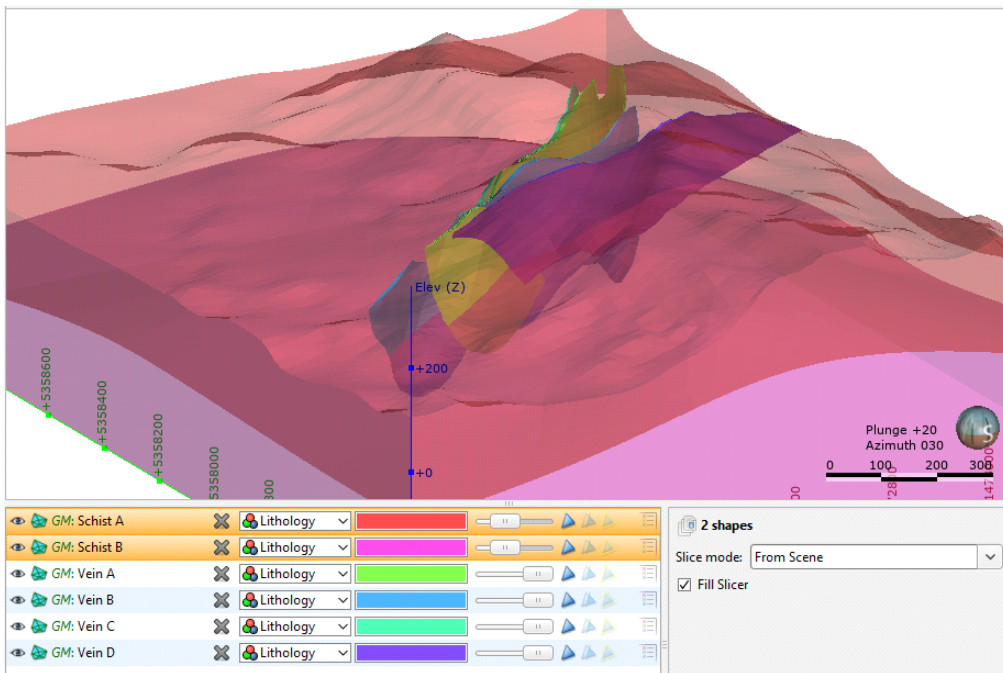 Elev (Z)
+200
+0
+5358600
+5358400
+5358200
5358000
Plunge +20
Azimuth 030
0 100 200 300
GM: Schist A Lithology
GM: Schist B Lithology
GM: Vein A Lithology
GM: Vein B Lithology
GM: Vein C Lithology
GM: Vein D Lithology
2 shapes
Slice mode: From Scene
Fill Slicer